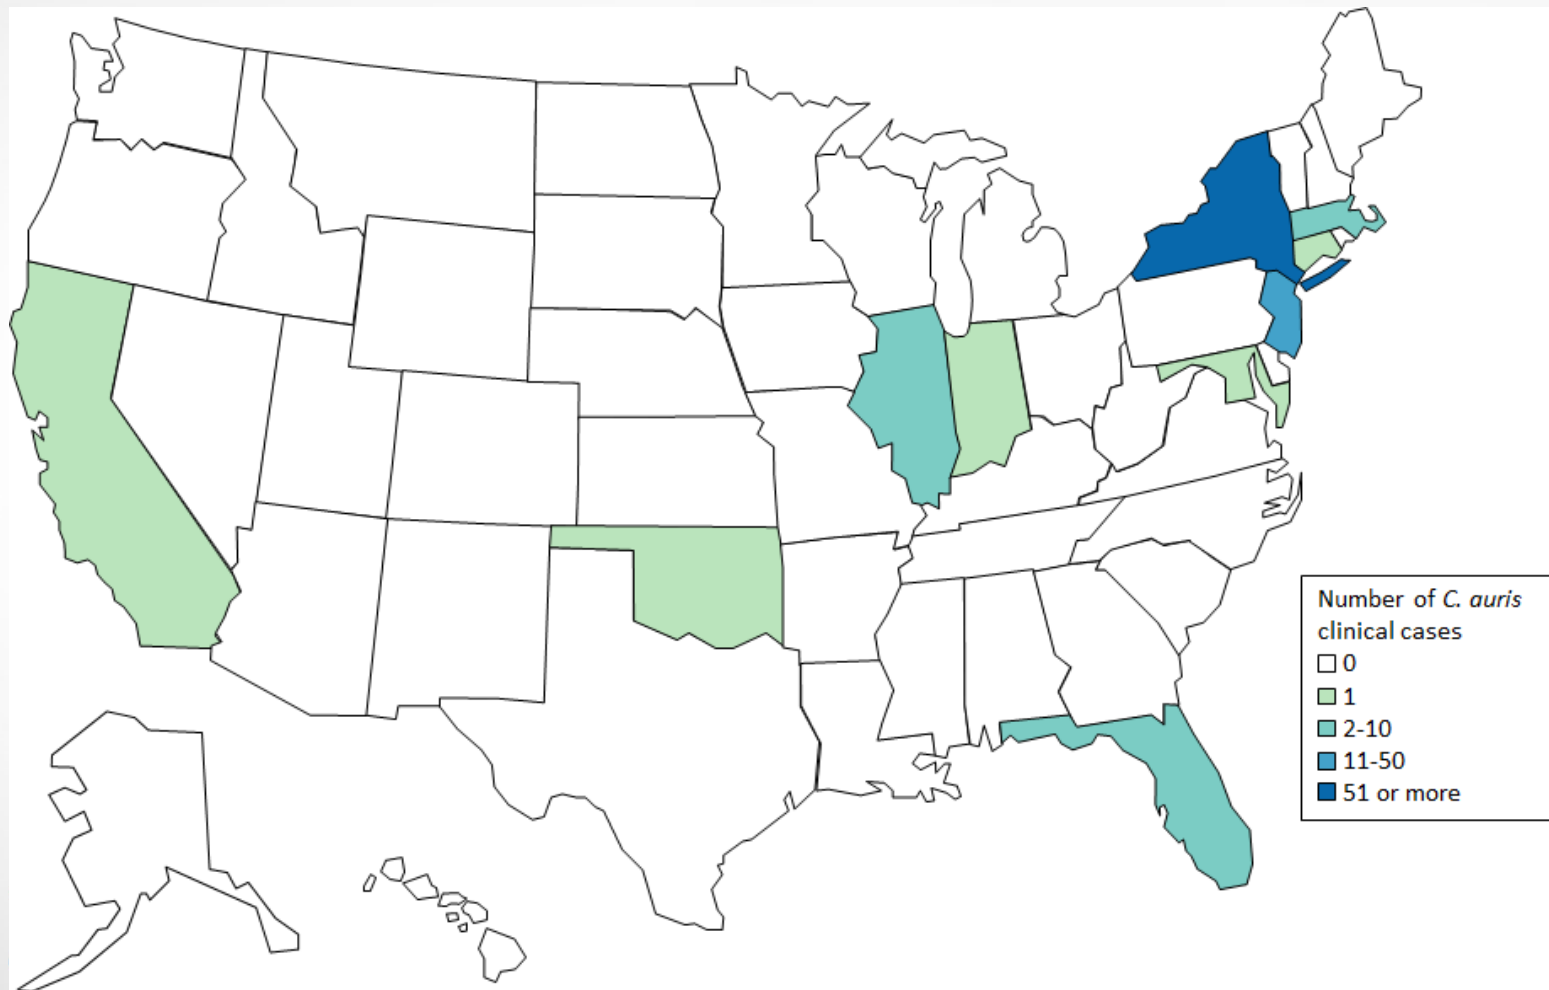 Number of C. auris
clinical cases
0
1
2-10
11-50
51 or more